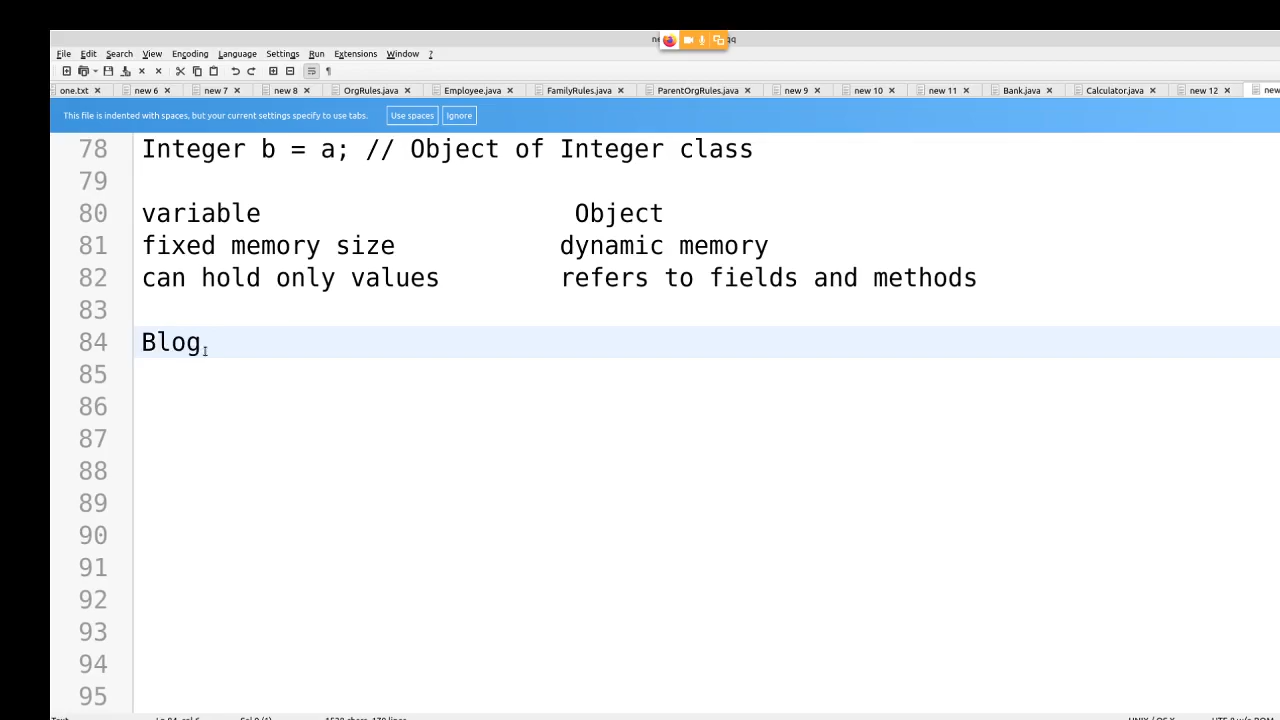 File Edit Search View Encoding Language Settings Run Extensions Window ?
one.txt new 6 new 7 new 8 OrgRules.java Employee.java FamilyRules.java ParentOrgRules.java new 9 new 10 new 11 Bank.java Calculator.java new 12 new
This file is indented with spaces, but your current settings specify to use tabs. Use spaces Ignore
78 Integer b = a; // Object of Integer class
79
80 variable Object
81 fixed memory size dynamic memory
82 can hold only values refers to fields and methods
83
84 Blog
85
86
87
88
89
90
91
92
93
94
95